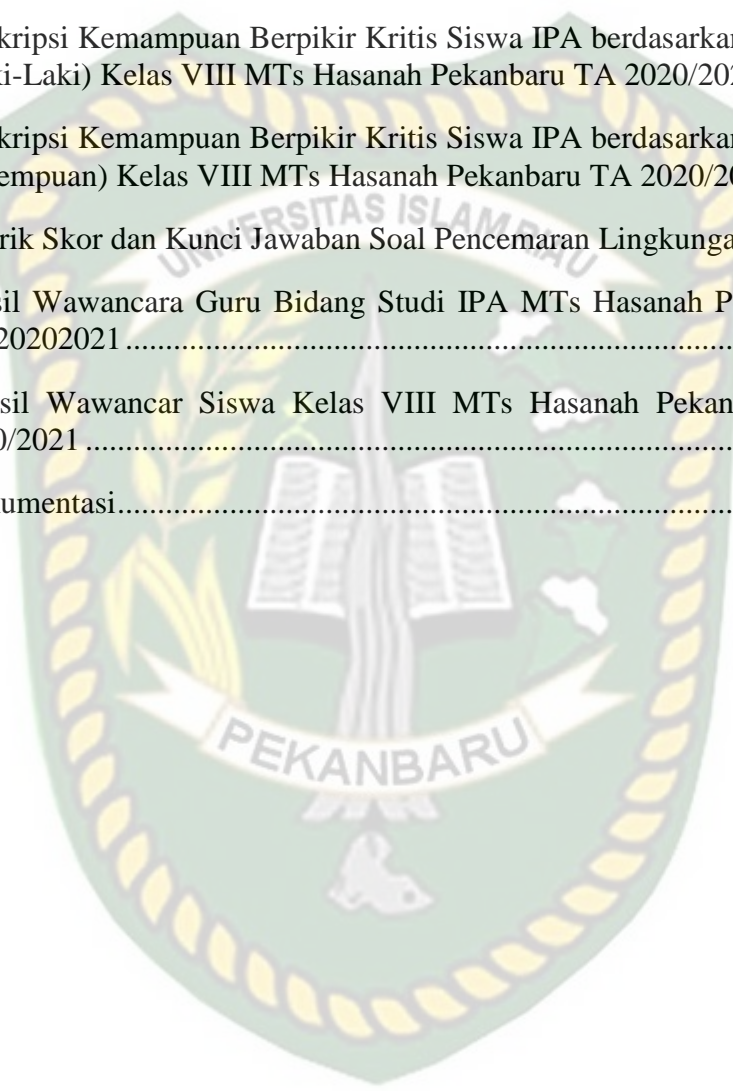 kripsi Kemampuan Berpikir Kritis Siswa IPA berdasarkan
ki-Laki) Kelas VIII MTs Hasanah Pekanbaru TA 2020/202
kripsi Kemampuan Berpikir Kritis Siswa IPA berdasarkan
empuan) Kelas VIII MTs Hasanah Pekanbaru TA 2020/20
UNIVERSITAS ISLAM RIAU
rik Skor dan Kunci Jawaban Soal Pencemaran Lingkunga
sil Wawancara Guru Bidang Studi IPA MTs Hasanah P
20202021.............................................................................
sil Wawancar Siswa Kelas VIII MTs Hasanah Pekan
0/2021 .................................................................................
umentasi.............................................................................
PEKANBARU